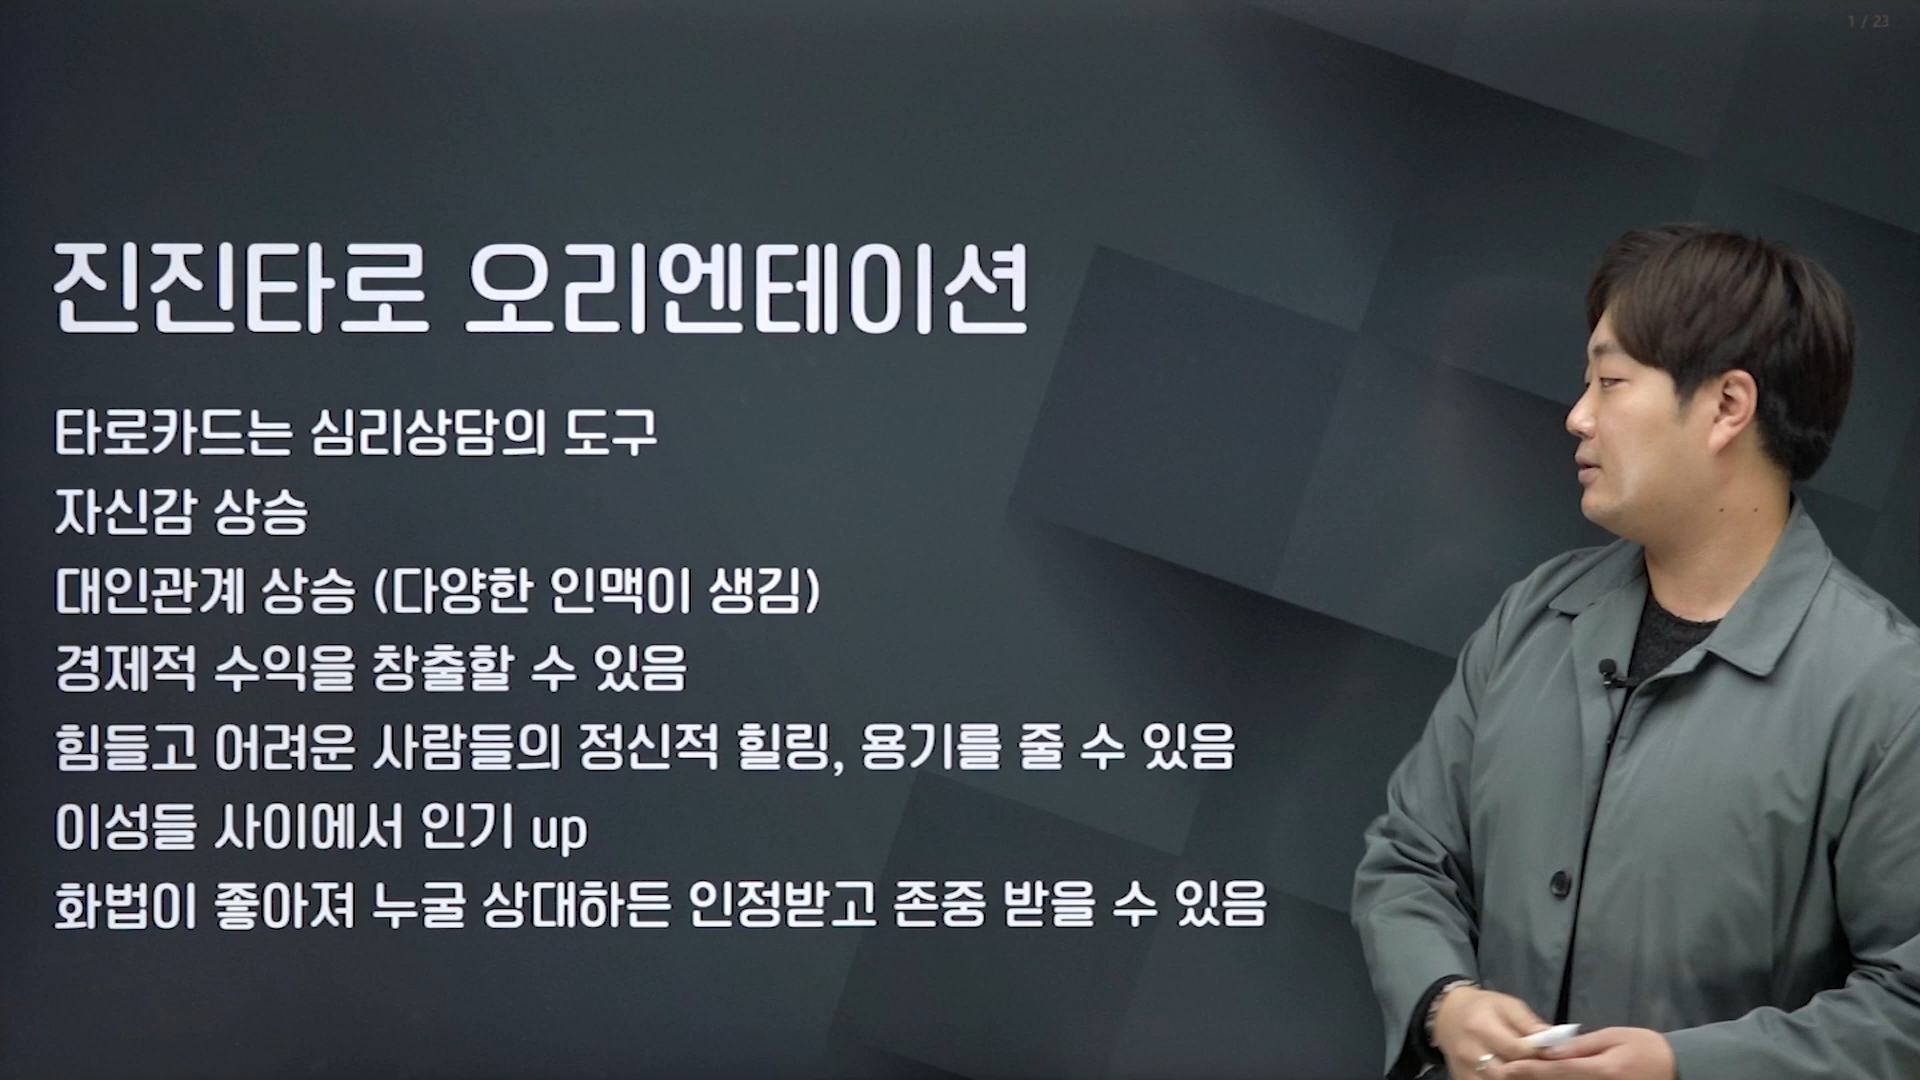 1 / 23
진진타로 오리엔테이션
타로카드는 심리상담의 도구
자신감 상승
대인관계 상승 (다양한 인맥이 생김)
경제적 수익을 창출할 수 있음
힘들고 어려운 사람들의 정신적 힐링, 용기를 줄 수 있음
이성들 사이에서 인기 up
화법이 좋아져 누굴 상대하든 인정받고 존중 받을 수 있음